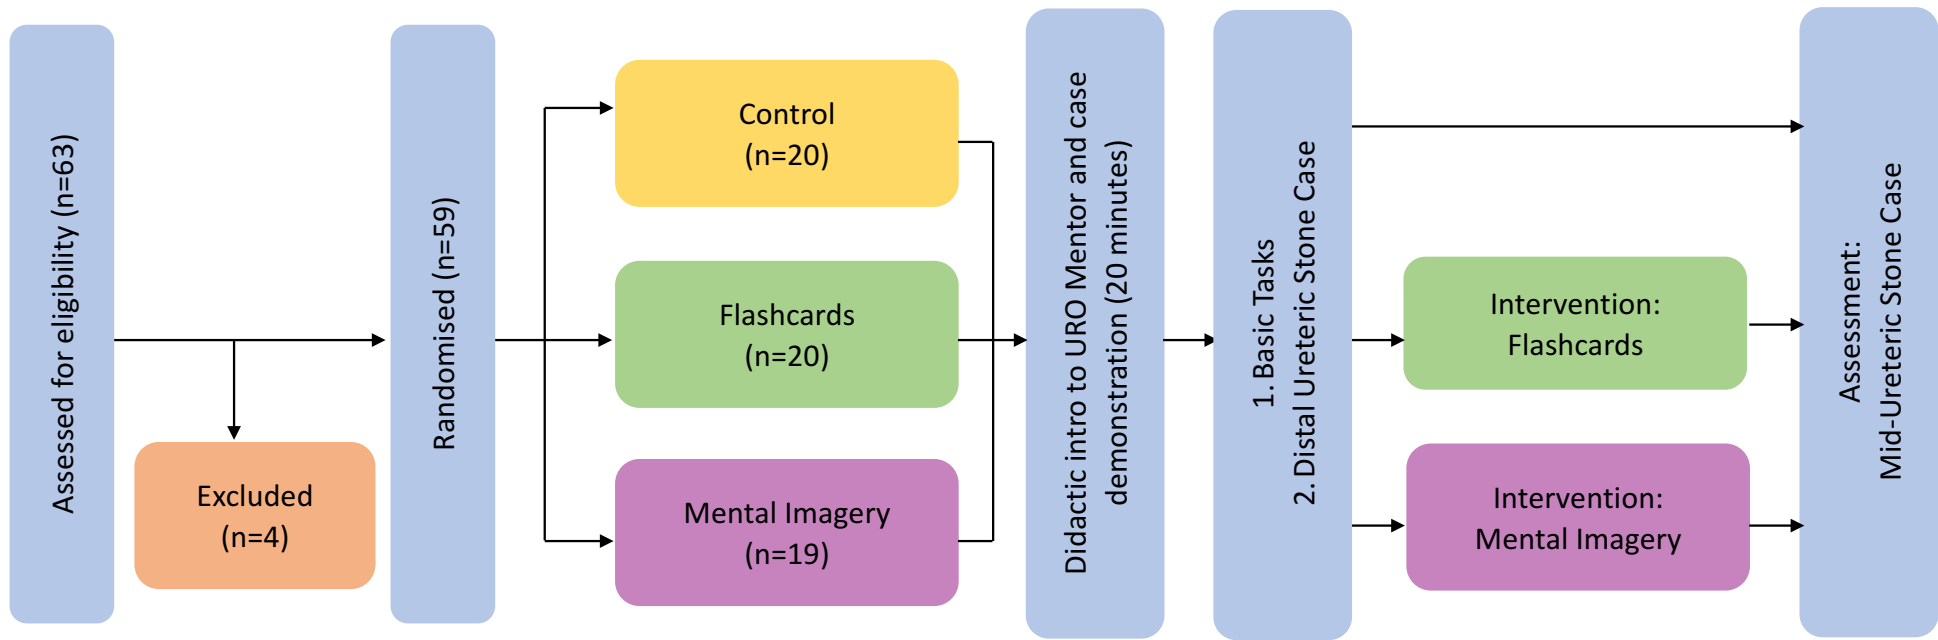 Assessed for eligibility (n=63)
Excluded
(n=4)
Randomised (n=59)
Control
(n=20)
Flashcards
(n=20)
Mental Imagery
(n=19)
Didactic intro to URO Mentor and case
demonstration (20 minutes)
1. Basic Tasks
2. Distal Ureteric Stone Case
Intervention:
Flashcards
Intervention:
Mental Imagery
Assessment:
Mid-Ureteric Stone Case